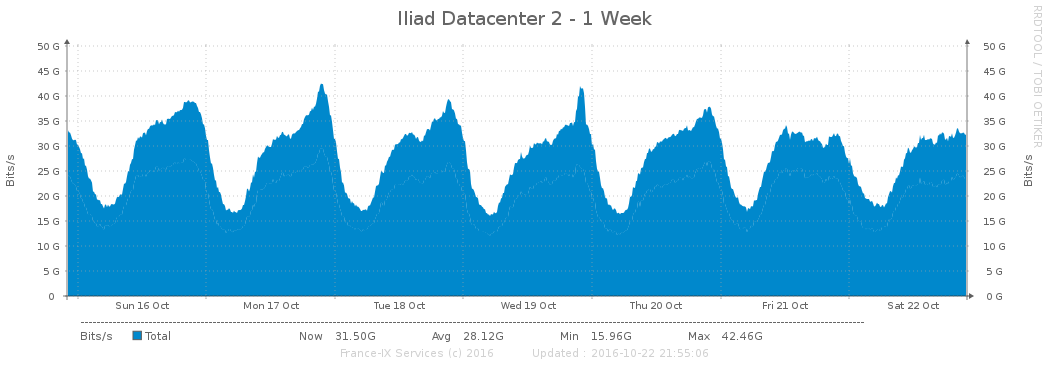 Iliad Datacenter 2 - 1 Week
RRDTOOL / TOBI OETIKER
Bits/s
Bits/s
50 G 50 G
45 G 45 G
40 G 40 G
35 G 35 G
30 G 30 G
25 G 25 G
20 G 20 G
15 G 15 G
10 G 10 G
5 G 5 G
0 0 G
Sun 16 Oct Mon 17 Oct Tue 18 Oct Wed 19 Oct Thu 20 Oct Fri 21 Oct Sat 22 Oct
Bits/s Total Now 31.50G Avg 28.12G Min 15.96G Max 42.46G
France-IX Services (c) 2016 Updated : 2016-10-22 21:55:06